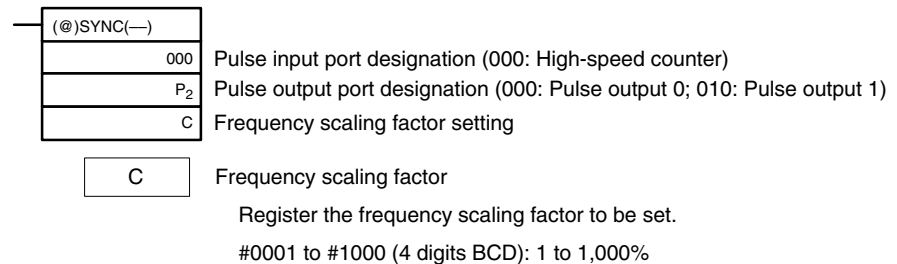 (@)SYNC(––)
000 Pulse input port designation (000: High-speed counter)
P2 Pulse output port designation (000: Pulse output 0; 010: Pulse output 1)
C Frequency scaling factor setting
C Frequency scaling factor
Register the frequency scaling factor to be set.
#0001 to #1000 (4 digits BCD): 1 to 1,000%